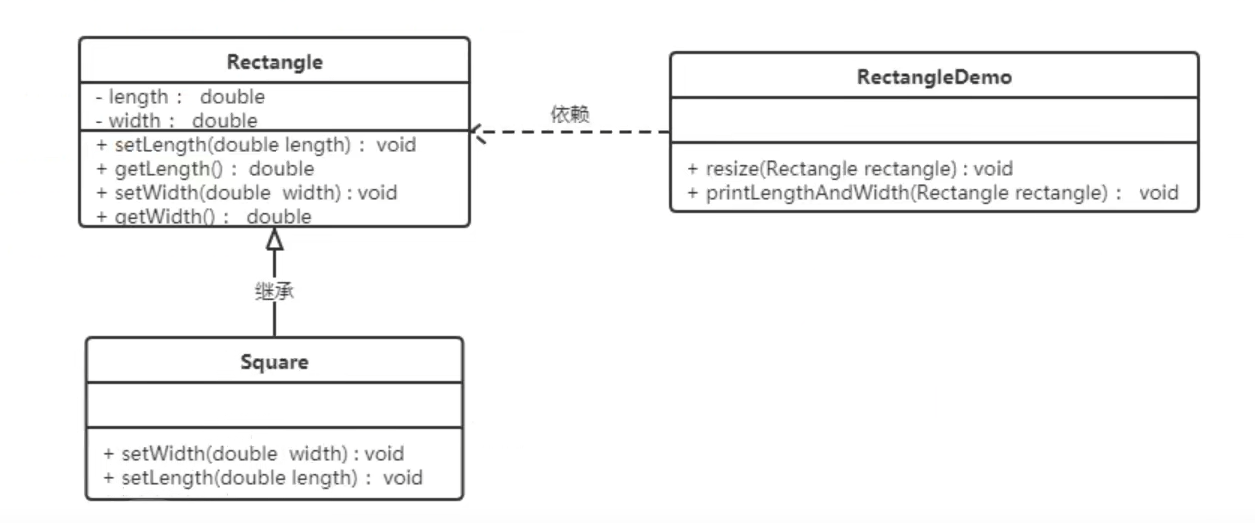 Rectangle
- length : double
- width : double
+ setLength(double length) : void
+ getLength() : double
+ setWidth(double width) : void
+ getWidth() : double
依赖
RectangleDemo
+ resize(Rectangle rectangle) : void
+ printLengthAndWidth(Rectangle rectangle) : void
继承
Square
+ setWidth(double width) : void
+ setLength(double length) : void